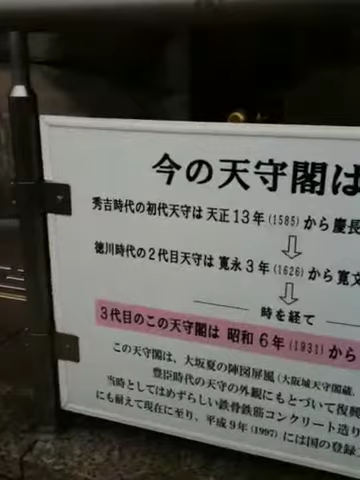 今の天守閣は
秀吉時代の初代天守は 天正13年(1585)から 慶長
徳川時代の2代目天守は 寛永3年(1626)から 寛文
時を経て
3代目のこの天守閣は 昭和6年(1931)から
この天守閣は、大坂夏の陣図屏風(大阪城天守閣蔵、
豊臣時代の天守の外観にもとづいて復興
当時としてはめずらしい鉄骨鉄筋コンクリート造り
にも耐えて現在に至り、平成9年(1997)には国の登録